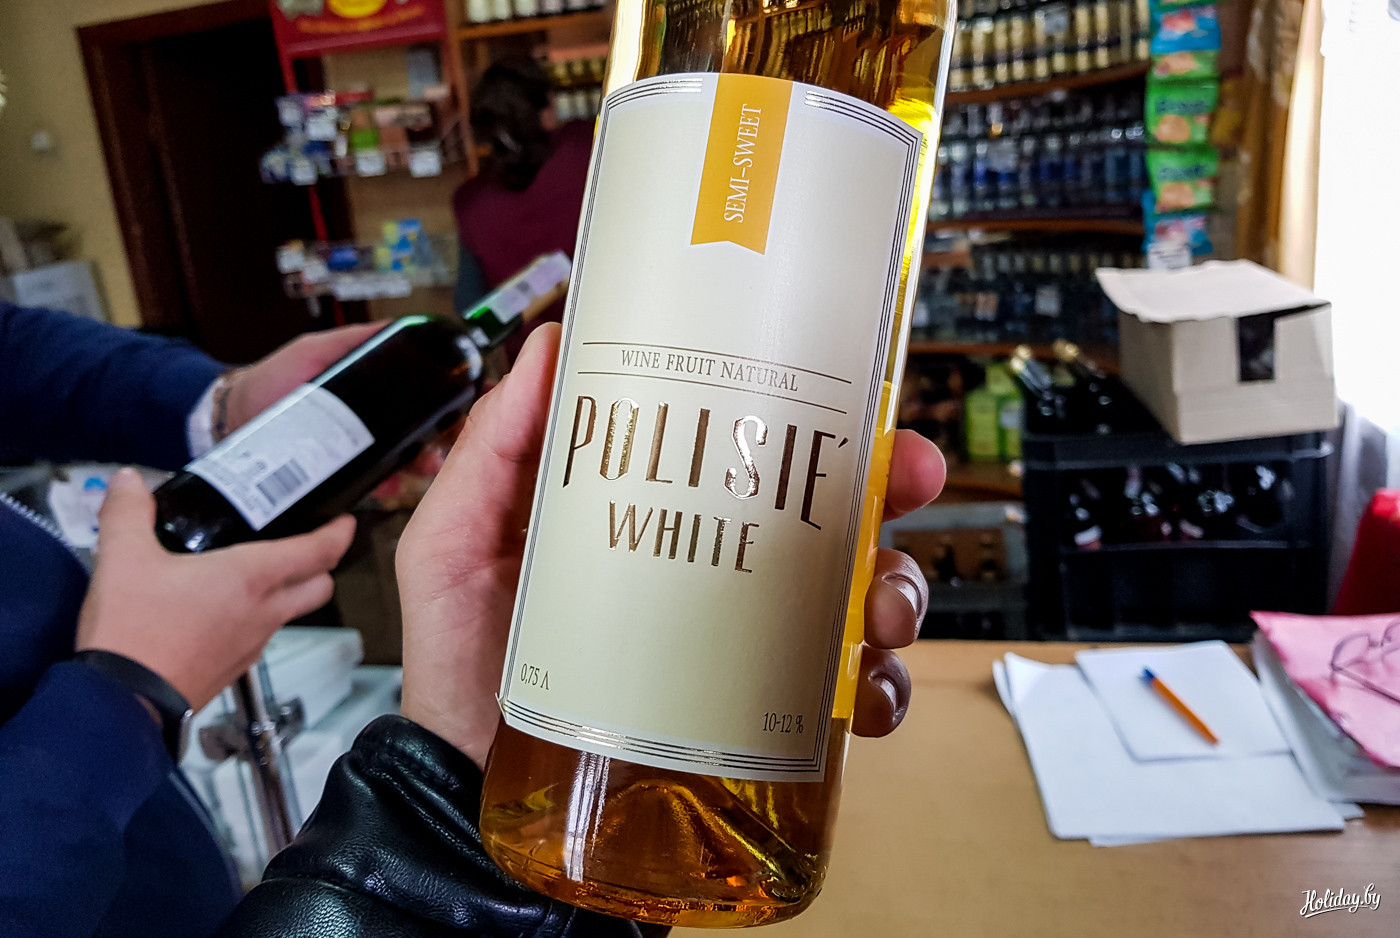 SEMI-SWEET
WINE FRUIT NATURAL
POLISIE´
WHITE
0,75 Л
10-12 %
Holiday.by